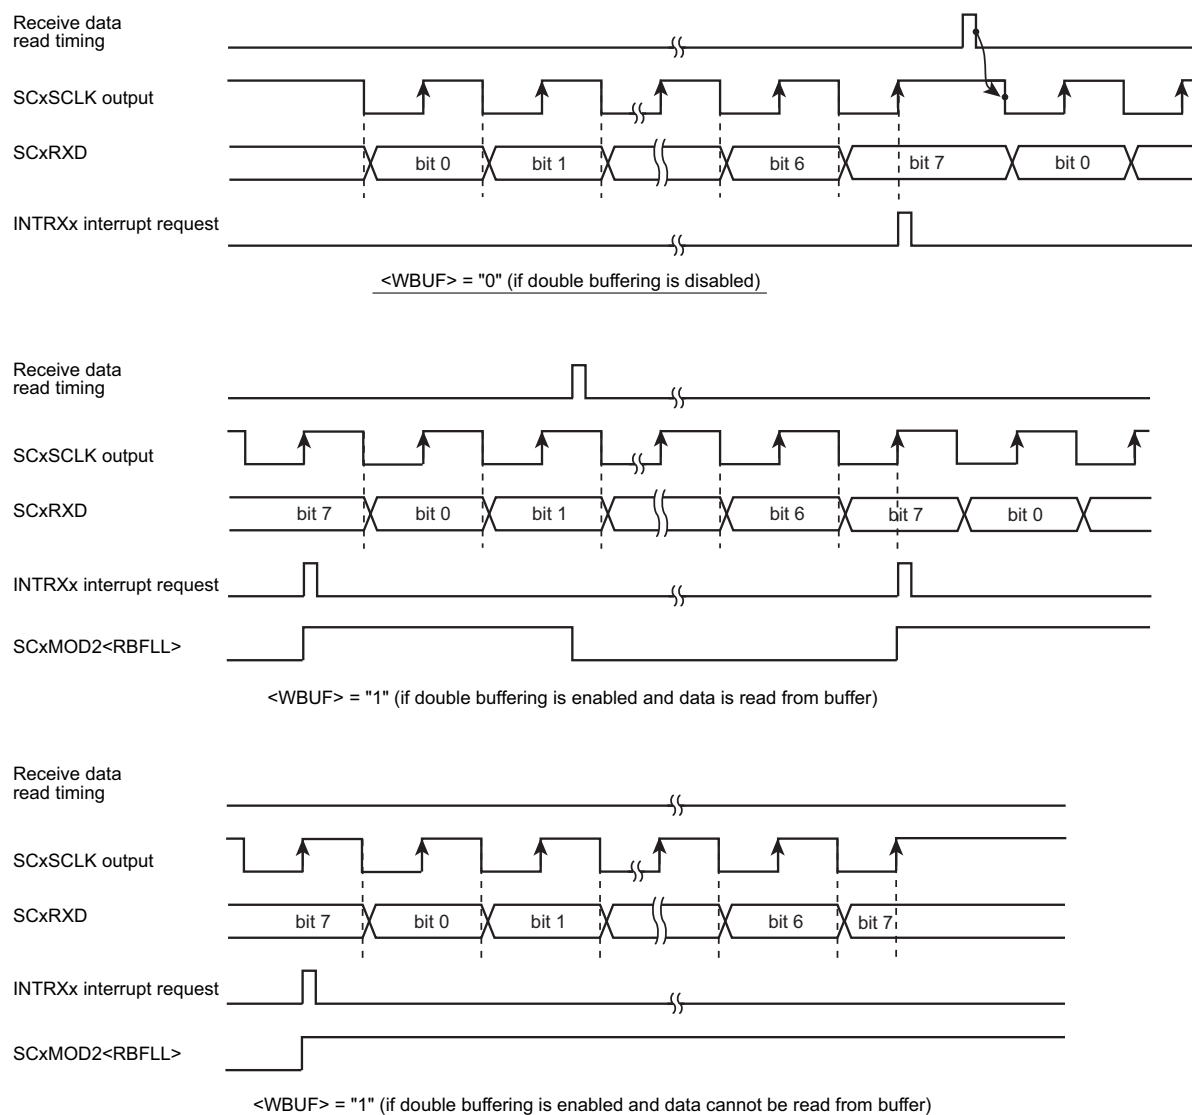 Receive data
read timing
SCxSCLK output
SCxRXD
bit 0
bit 1
bit 6
bit 7
bit 0
INTRXx interrupt request
<WBUF> = "0" (if double buffering is disabled)
Receive data
read timing
SCxSCLK output
SCxRXD
bit 7
bit 0
bit 1
bit 6
bit 7
bit 0
INTRXx interrupt request
SCxMOD2<RBFLL>
<WBUF> = "1" (if double buffering is enabled and data is read from buffer)
Receive data
read timing
SCxSCLK output
SCxRXD
bit 7
bit 0
bit 1
bit 6
bit 7
INTRXx interrupt request
SCxMOD2<RBFLL>
<WBUF> = "1" (if double buffering is enabled and data cannot be read from buffer)